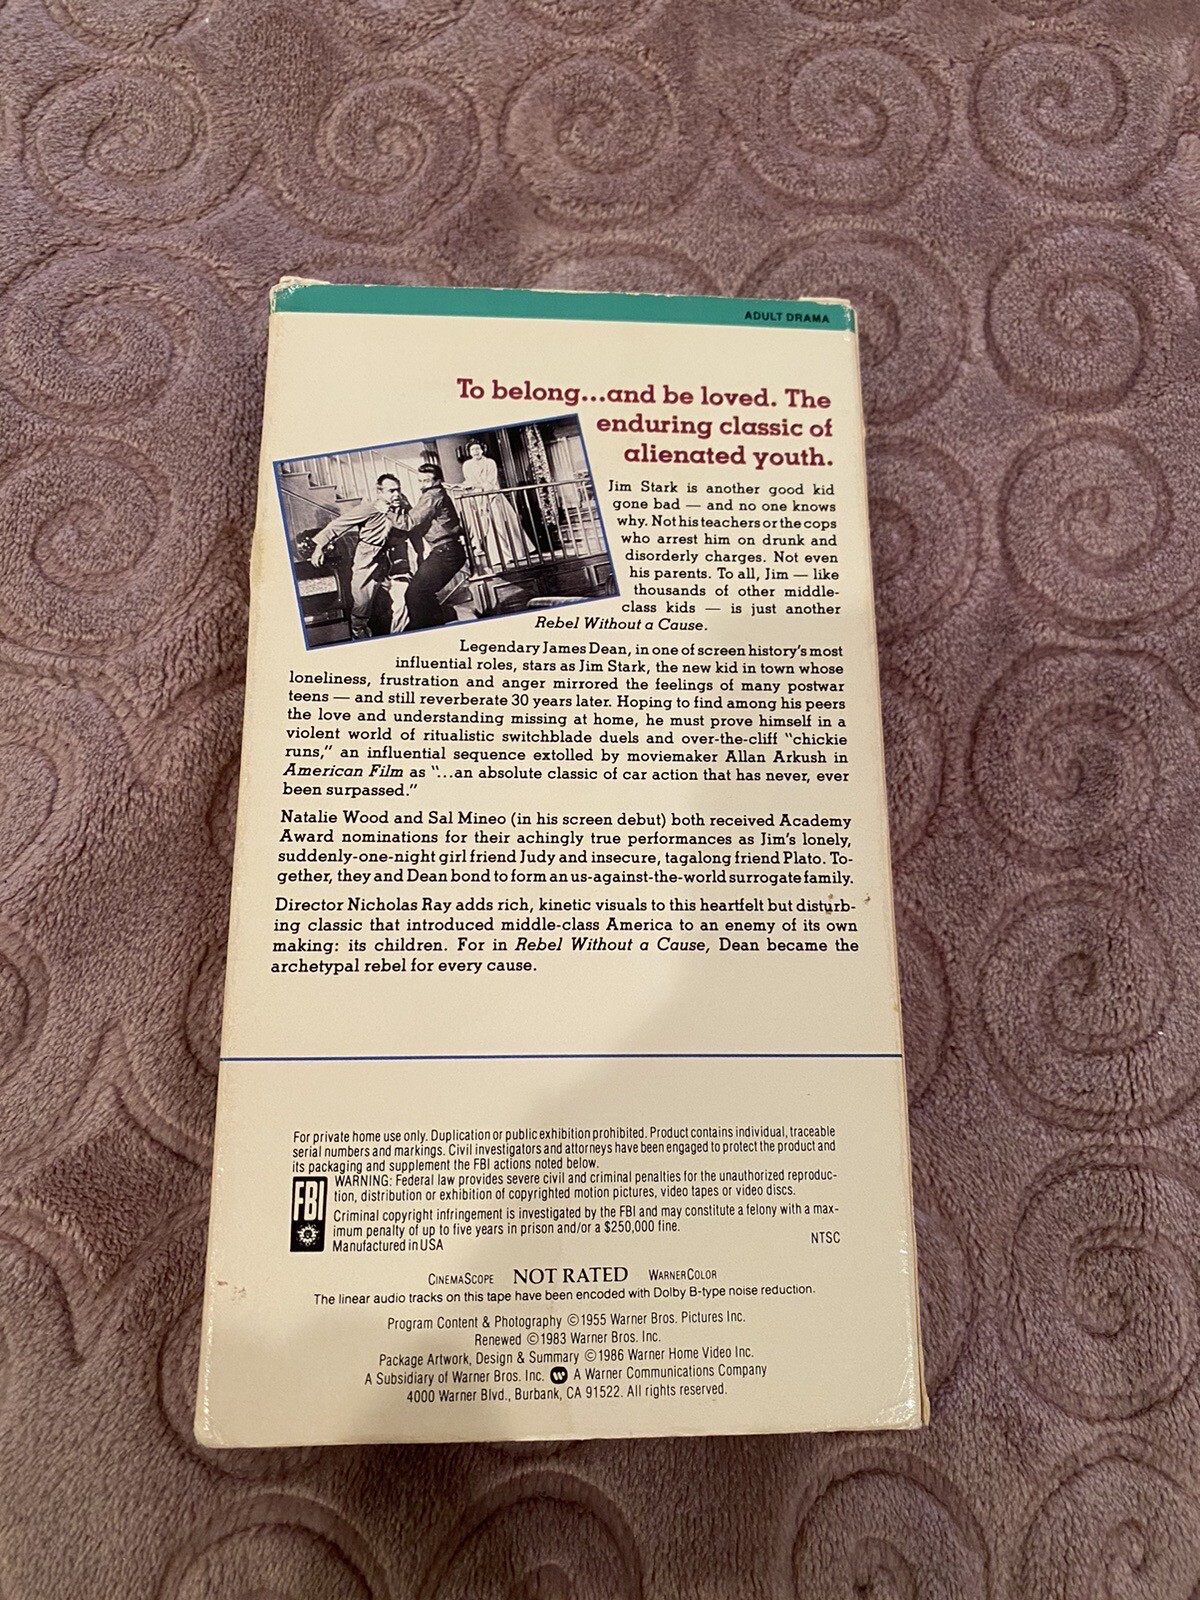 ADULT DRAMA
To belong...and be loved. The
enduring classic of
alienated youth.
Jim Stark is another good kid
gone bad — and no one knows
why. Not his teachers or the cops
who arrest him on drunk and
disorderly charges. Not even
his parents. To all, Jim — like
thousands of other middle-
class kids — is just another
Rebel Without a Cause.
Legendary James Dean, in one of screen history's most
influential roles, stars as Jim Stark, the new kid in town whose
loneliness, frustration and anger mirrored the feelings of many postwar
teens — and still reverberate 30 years later. Hoping to find among his peers
the love and understanding missing at home, he must prove himself in a
violent world of ritualistic switchblade duels and over-the-cliff "chickie
runs," an influential sequence extolled by moviemaker Allan Arkush in
American Film as "...an absolute classic of car action that has never, ever
been surpassed."
Natalie Wood and Sal Mineo (in his screen debut) both received Academy
Award nominations for their achingly true performances as Jim's lonely,
suddenly-one-night girl friend Judy and insecure, tagalong friend Plato. To-
gether, they and Dean bond to form an us-against-the-world surrogate family.
Director Nicholas Ray adds rich, kinetic visuals to this heartfelt but disturb-
ing classic that introduced middle-class America to an enemy of its own
making: its children. For in Rebel Without a Cause, Dean became the
archetypal rebel for every cause.
For private home use only. Duplication or public exhibition prohibited. Product contains individual, traceable
serial numbers and markings. Civil investigators and attorneys have been engaged to protect the product and
its packaging and supplement the FBI actions noted below.
FBI
WARNING: Federal law provides severe civil and criminal penalties for the unauthorized reproduc-
tion, distribution or exhibition of copyrighted motion pictures, video tapes or video discs.
Criminal copyright infringement is investigated by the FBI and may constitute a felony with a max-
imum penalty of up to five years in prison and/or a $250,000 fine.
Manufactured in USA
NTSC
CINEMASCOPE NOT RATED WARNERCOLOR
The linear audio tracks on this tape have been encoded with Dolby B-type noise reduction.
Program Content & Photography ©1955 Warner Bros. Pictures Inc.
Renewed ©1983 Warner Bros. Inc.
Package Artwork, Design & Summary ©1986 Warner Home Video Inc.
A Subsidiary of Warner Bros. Inc. A Warner Communications Company
4000 Warner Blvd., Burbank, CA 91522. All rights reserved.